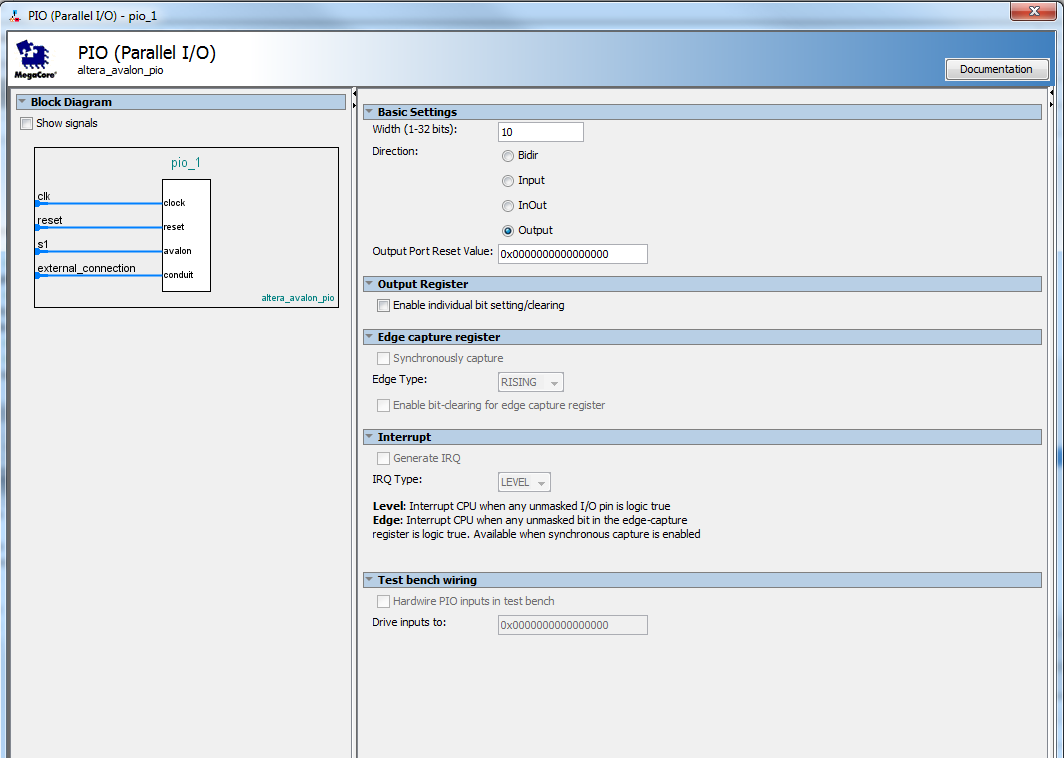 PIO (Parallel I/O) - pio_1
MegaCore®
PIO (Parallel I/O)
altera_avalon_pio
Documentation
Block Diagram
Show signals
pio_1
clk
clock
reset
reset
s1
avalon
external_connection
conduit
altera_avalon_pio
Basic Settings
Width (1-32 bits): 10
Direction: Bidir
Input
InOut
Output
Output Port Reset Value: 0x0000000000000000
Output Register
Enable individual bit setting/clearing
Edge capture register
Synchronously capture
Edge Type: RISING
Enable bit-clearing for edge capture register
Interrupt
Generate IRQ
IRQ Type: LEVEL
Level: Interrupt CPU when any unmasked I/O pin is logic true
Edge: Interrupt CPU when any unmasked bit in the edge-capture
register is logic true. Available when synchronous capture is enabled
Test bench wiring
Hardwire PIO inputs in test bench
Drive inputs to: 0x0000000000000000